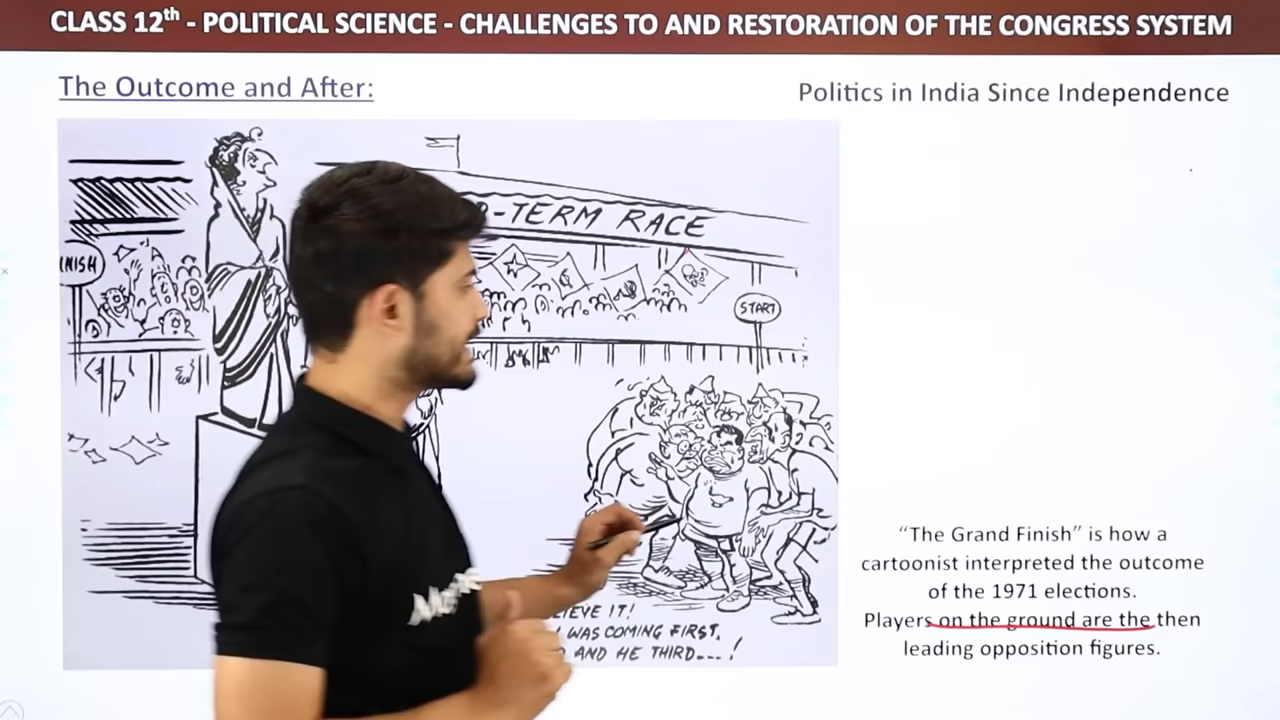 CLASS 12th - POLITICAL SCIENCE - CHALLENGES TO AND RESTORATION OF THE CONGRESS SYSTEM
The Outcome and After:
Politics in India Since Independence
-TERM RACE
NISH
START
"The Grand Finish" is how a
cartoonist interpreted the outcome
of the 1971 elections.
Players on the ground are the then
leading opposition figures.
LIEVE IT!
WAS COMING FIRST,
AND HE THIRD---!